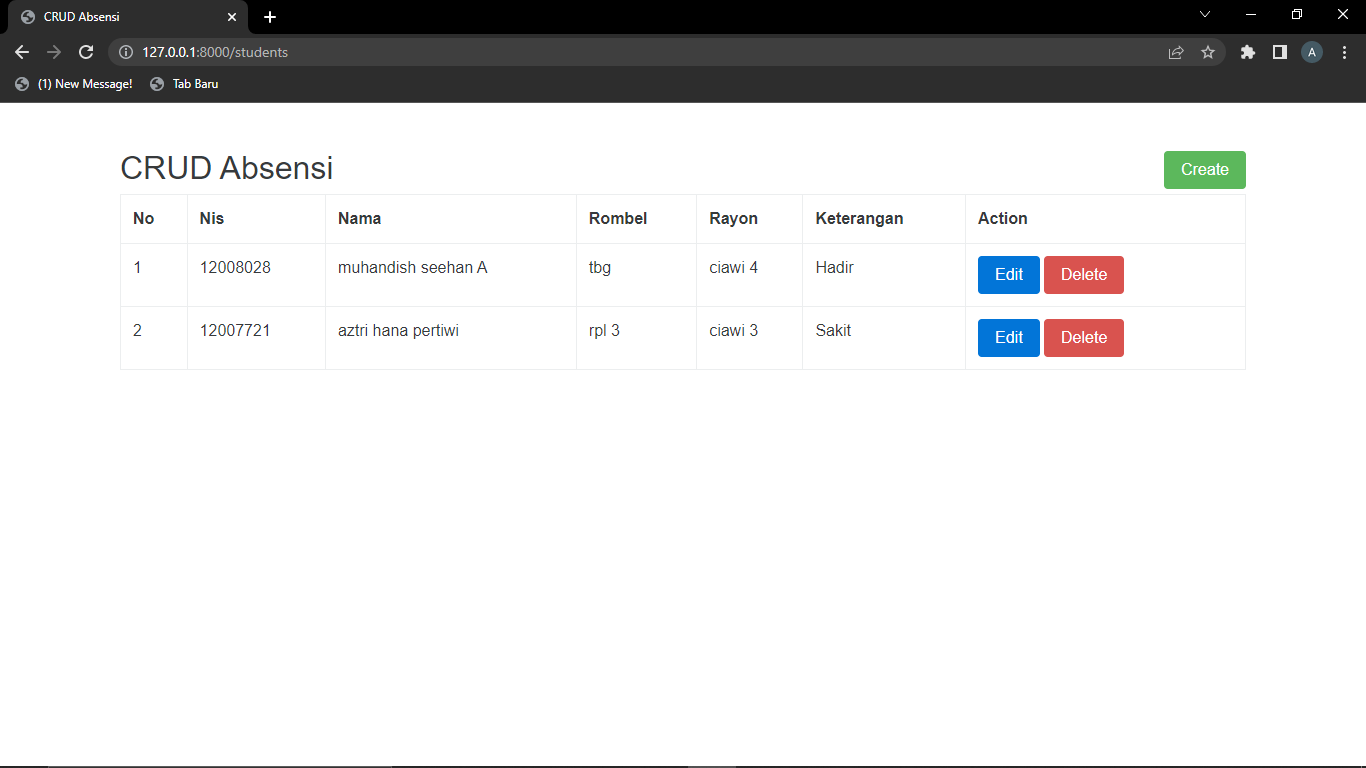 CRUD Absensi
127.0.0.1:8000/students
A
(1) New Message! Tab Baru
CRUD Absensi Create
No Nis Nama Rombel Rayon Keterangan Action
1 12008028 muhandish seehan A tbg ciawi 4 Hadir Edit Delete
2 12007721 aztri hana pertiwi rpl 3 ciawi 3 Sakit Edit Delete